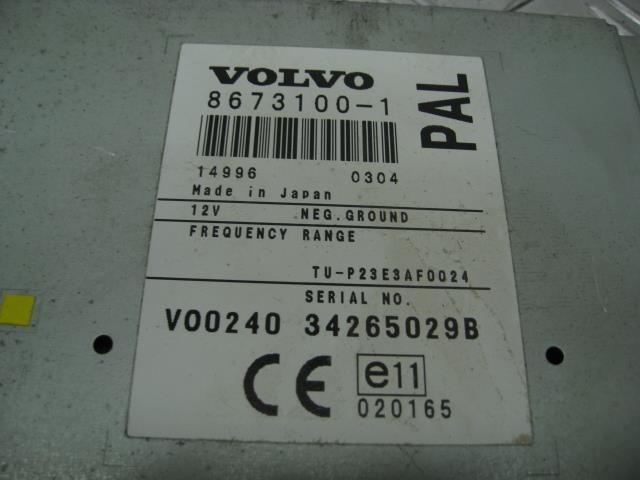 VOLVO
8673100-1
PAL
14996 0304
Made in Japan
12V NEG.GROUND
FREQUENCY RANGE
TU-P23E3AF0024
SERIAL NO.
V00240 34265029B
CE e11
020165